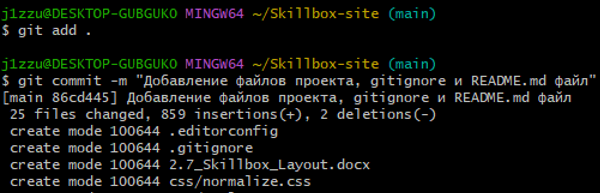 j1zzu@DESKTOP-GUBGUKO MINGW64 ~/Skillbox-site (main)
$ git add .
j1zzu@DESKTOP-GUBGUKO MINGW64 ~/Skillbox-site (main)
$ git commit -m "Добавление файлов проекта, gitignore и README.md файл"
[main 86cd445] Добавление файлов проекта, gitignore и README.md файл
25 files changed, 859 insertions(+), 2 deletions(-)
create mode 100644 .editorconfig
create mode 100644 .gitignore
create mode 100644 2.7_Skillbox_Layout.docx
create mode 100644 css/normalize.css